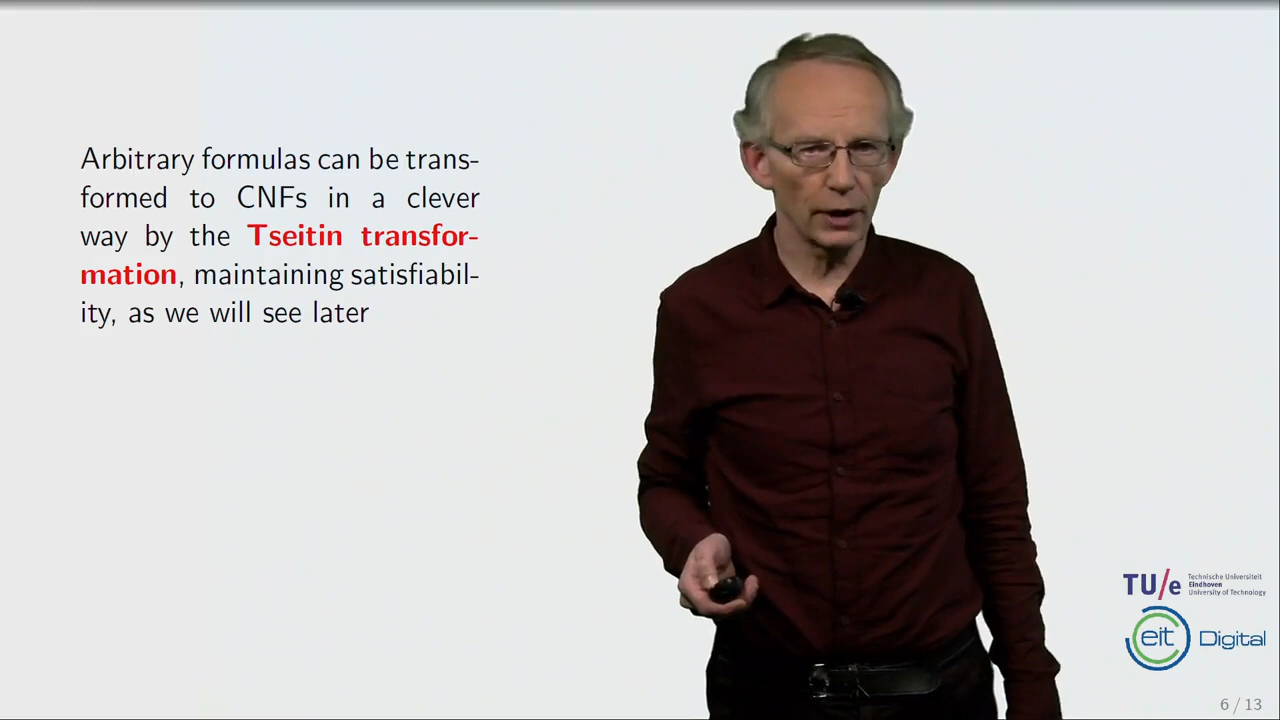 Arbitrary formulas can be trans-
formed to CNFs in a clever
way by the Tseitin transfor-
mation, maintaining satisfiabil-
ity, as we will see later
TU/e Technische Universiteit
Eindhoven
University of Technology
eit Digital
6 / 13